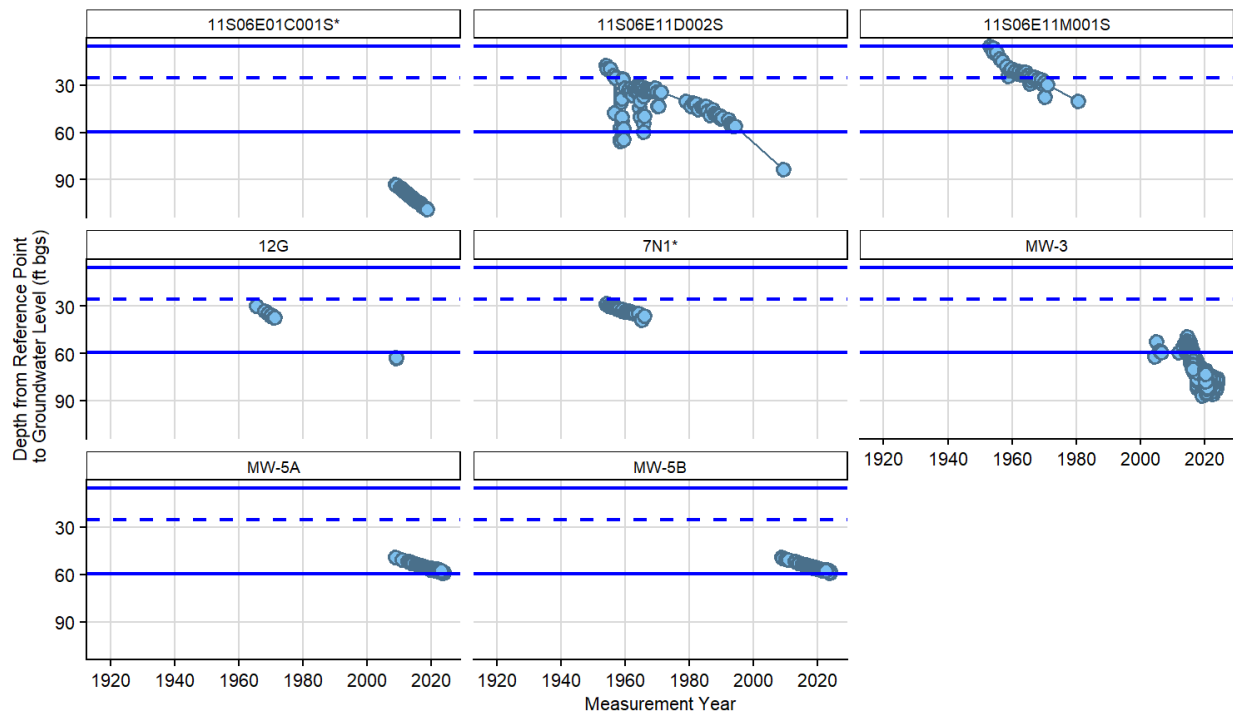 11S06E01C001S* 11S06E11D002S 11S06E11M001S
30
60
90
12G 7N1* MW-3
30
60
90
Depth from Reference Point
to Groundwater Level (ft bgs)
1920 1940 1960 1980 2000 2020
MW-5A MW-5B
30
60
90
1920 1940 1960 1980 2000 2020 1920 1940 1960 1980 2000 2020
Measurement Year